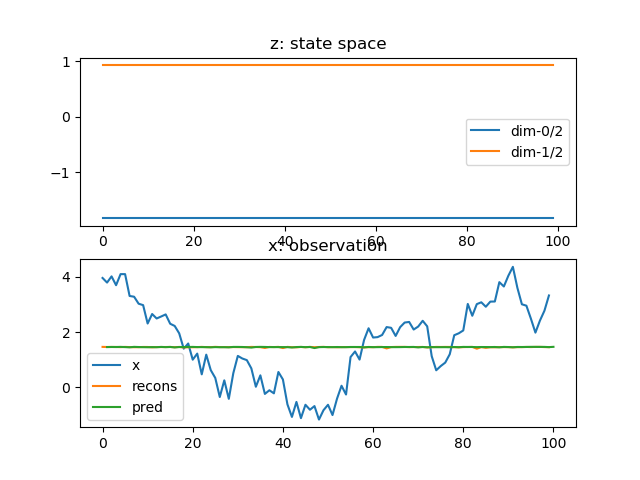 z: state space
1
0
−1
dim-0/2
dim-1/2
0 20 40 60 80 100
x: observation
4
2
0
x
recons
pred
0 20 40 60 80 100